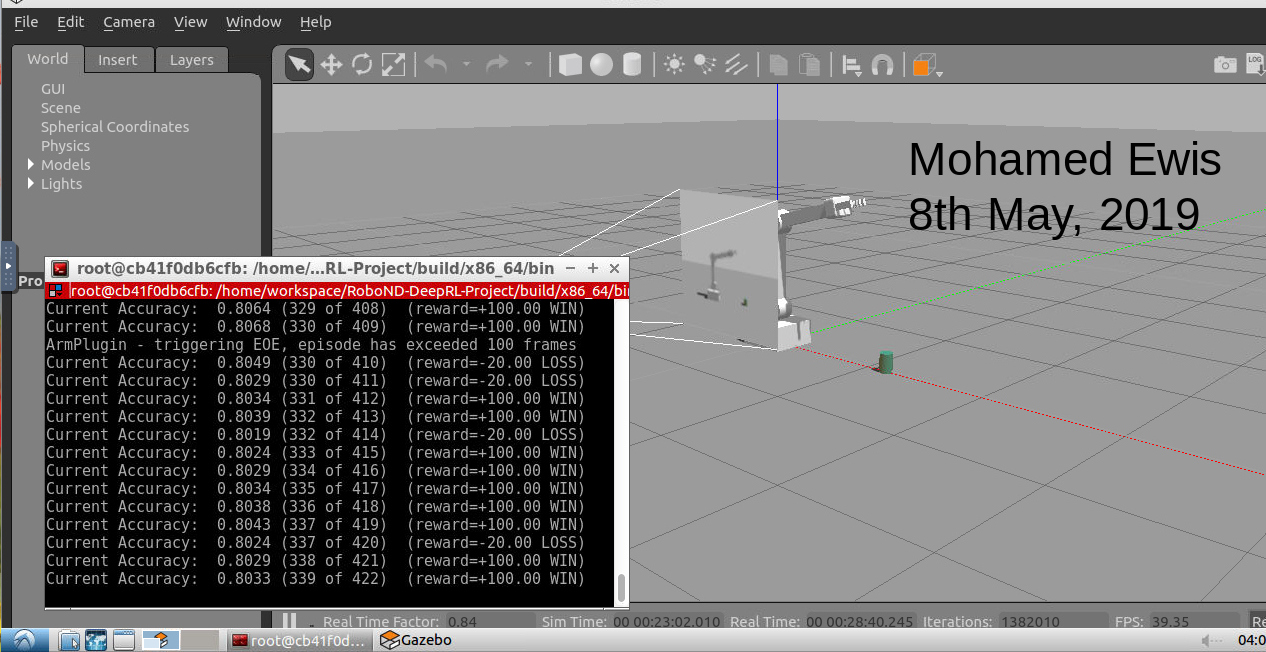 File Edit Camera View Window Help
World Insert Layers
LOG
GUI
Scene
Spherical Coordinates
Physics
Models
Lights
Mohamed Ewis
8th May, 2019
root@cb41f0db6cfb: /home/...RL-Project/build/x86_64/bin
root@cb41f0db6cfb: /home/workspace/RoboND-DeepRL-Project/build/x86_64/bi
Current Accuracy: 0.8064 (329 of 408) (reward=+100.00 WIN)
Current Accuracy: 0.8068 (330 of 409) (reward=+100.00 WIN)
ArmPlugin - triggering EOE, episode has exceeded 100 frames
Current Accuracy: 0.8049 (330 of 410) (reward=-20.00 LOSS)
Current Accuracy: 0.8029 (330 of 411) (reward=-20.00 LOSS)
Current Accuracy: 0.8034 (331 of 412) (reward=+100.00 WIN)
Current Accuracy: 0.8039 (332 of 413) (reward=+100.00 WIN)
Current Accuracy: 0.8019 (332 of 414) (reward=-20.00 LOSS)
Current Accuracy: 0.8024 (333 of 415) (reward=+100.00 WIN)
Current Accuracy: 0.8029 (334 of 416) (reward=+100.00 WIN)
Current Accuracy: 0.8034 (335 of 417) (reward=+100.00 WIN)
Current Accuracy: 0.8038 (336 of 418) (reward=+100.00 WIN)
Current Accuracy: 0.8043 (337 of 419) (reward=+100.00 WIN)
Current Accuracy: 0.8024 (337 of 420) (reward=-20.00 LOSS)
Current Accuracy: 0.8029 (338 of 421) (reward=+100.00 WIN)
Current Accuracy: 0.8033 (339 of 422) (reward=+100.00 WIN)
Pro
Real Time Factor: 0.84 Sim Time: 00 00:23:02.010 Real Time: 00 00:28:40.245 Iterations: 1382010 FPS: 39.35 Re
root@cb41f0d... Gazebo 04:0